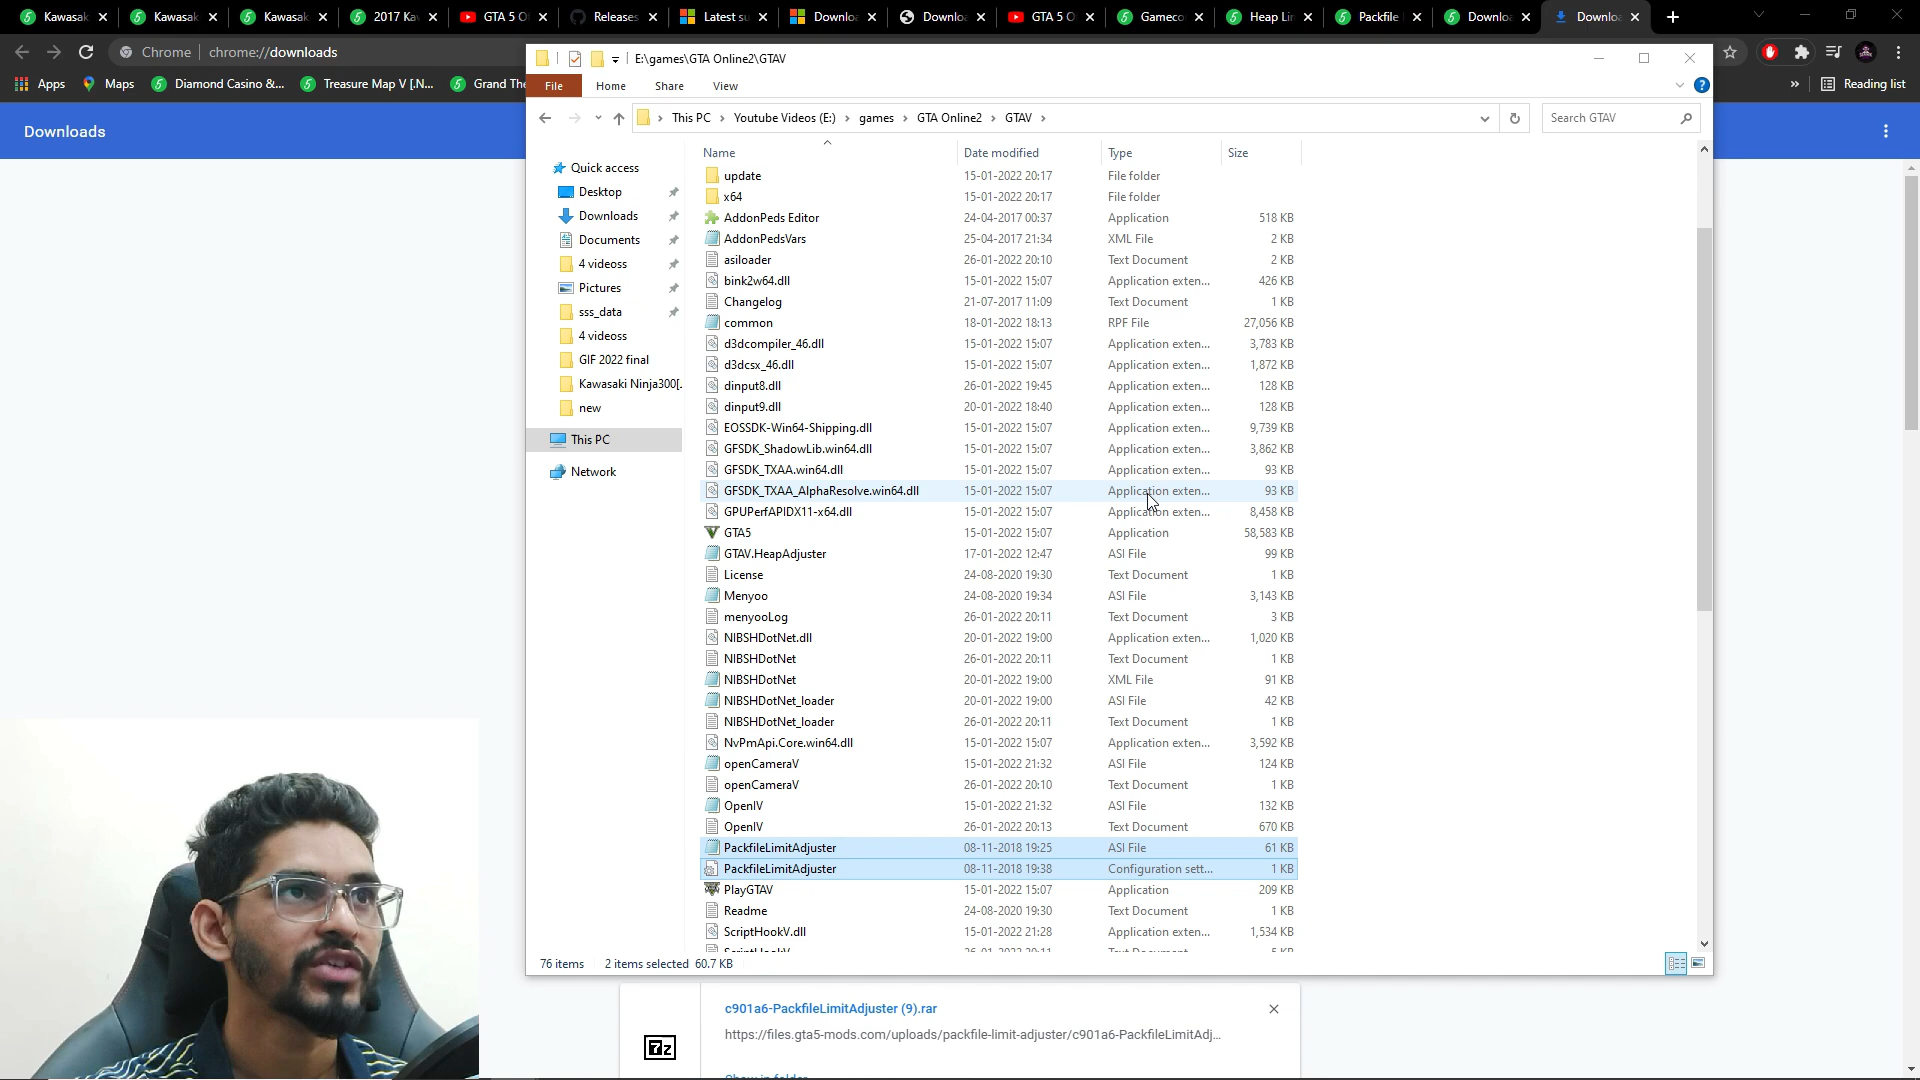 Kawasak
Kawasak
Kawasak
2017 Ka
GTA 5 O
Releases
Latest su
Downlo
Downlo
GTA 5 O
Gameco
Heap Li
Packfile
Downlo
Downlo
Chrome chrome://downloads
Apps
Maps
Diamond Casino &...
Treasure Map V [.N...
Grand The
Reading list
Downloads
E:\games\GTA Online2\GTAV
File
Home
Share
View
This PC > Youtube Videos (E:) > games > GTA Online2 > GTAV >
Search GTAV
Quick access
Desktop
Downloads
Documents
4 videoss
Pictures
sss_data
4 videoss
GIF 2022 final
Kawasaki Ninja300[.
new
This PC
Network
Name Date modified Type Size
update 15-01-2022 20:17 File folder
x64 15-01-2022 20:17 File folder
AddonPeds Editor 24-04-2017 00:37 Application 518 KB
AddonPedsVars 25-04-2017 21:34 XML File 2 KB
asiloader 26-01-2022 20:10 Text Document 2 KB
bink2w64.dll 15-01-2022 15:07 Application exten... 426 KB
Changelog 21-07-2017 11:09 Text Document 1 KB
common 18-01-2022 18:13 RPF File 27,056 KB
d3dcompiler_46.dll 15-01-2022 15:07 Application exten... 3,783 KB
d3dcsx_46.dll 15-01-2022 15:07 Application exten... 1,872 KB
dinput8.dll 26-01-2022 19:45 Application exten... 128 KB
dinput9.dll 20-01-2022 18:40 Application exten... 128 KB
EOSSDK-Win64-Shipping.dll 15-01-2022 15:07 Application exten... 9,739 KB
GFSDK_ShadowLib.win64.dll 15-01-2022 15:07 Application exten... 3,862 KB
GFSDK_TXAA.win64.dll 15-01-2022 15:07 Application exten... 93 KB
GFSDK_TXAA_AlphaResolve.win64.dll 15-01-2022 15:07 Application exten... 93 KB
GPUPerfAPIDX11-x64.dll 15-01-2022 15:07 Application exten... 8,458 KB
GTA5 15-01-2022 15:07 Application 58,583 KB
GTAV.HeapAdjuster 17-01-2022 12:47 ASI File 99 KB
License 24-08-2020 19:30 Text Document 1 KB
Menyoo 24-08-2020 19:34 ASI File 3,143 KB
menyooLog 26-01-2022 20:11 Text Document 3 KB
NIBSHDotNet.dll 20-01-2022 19:00 Application exten... 1,020 KB
NIBSHDotNet 26-01-2022 20:11 Text Document 1 KB
NIBSHDotNet 20-01-2022 19:00 XML File 91 KB
NIBSHDotNet_loader 20-01-2022 19:00 ASI File 42 KB
NIBSHDotNet_loader 26-01-2022 20:11 Text Document 1 KB
NvPmApi.Core.win64.dll 15-01-2022 15:07 Application exten... 3,592 KB
openCameraV 15-01-2022 21:32 ASI File 124 KB
openCameraV 26-01-2022 20:10 Text Document 1 KB
OpenIV 15-01-2022 21:32 ASI File 132 KB
OpenIV 26-01-2022 20:13 Text Document 670 KB
PackfileLimitAdjuster 08-11-2018 19:25 ASI File 61 KB
PackfileLimitAdjuster 08-11-2018 19:38 Configuration sett... 1 KB
PlayGTAV 15-01-2022 15:07 Application 209 KB
Readme 24-08-2020 19:30 Text Document 1 KB
ScriptHookV.dll 15-01-2022 21:28 Application exten... 1,534 KB
76 items 2 items selected 60.7 KB
c901a6-PackfileLimitAdjuster (9).rar
https://files.gta5-mods.com/uploads/packfile-limit-adjuster/c901a6-PackfileLimitAdj...
7z